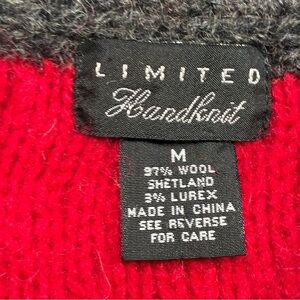 LIMITED
Handknit
M
97% WOOL
SHETLAND
3% LUREX
MADE IN CHINA
SEE REVERSE
FOR CARE